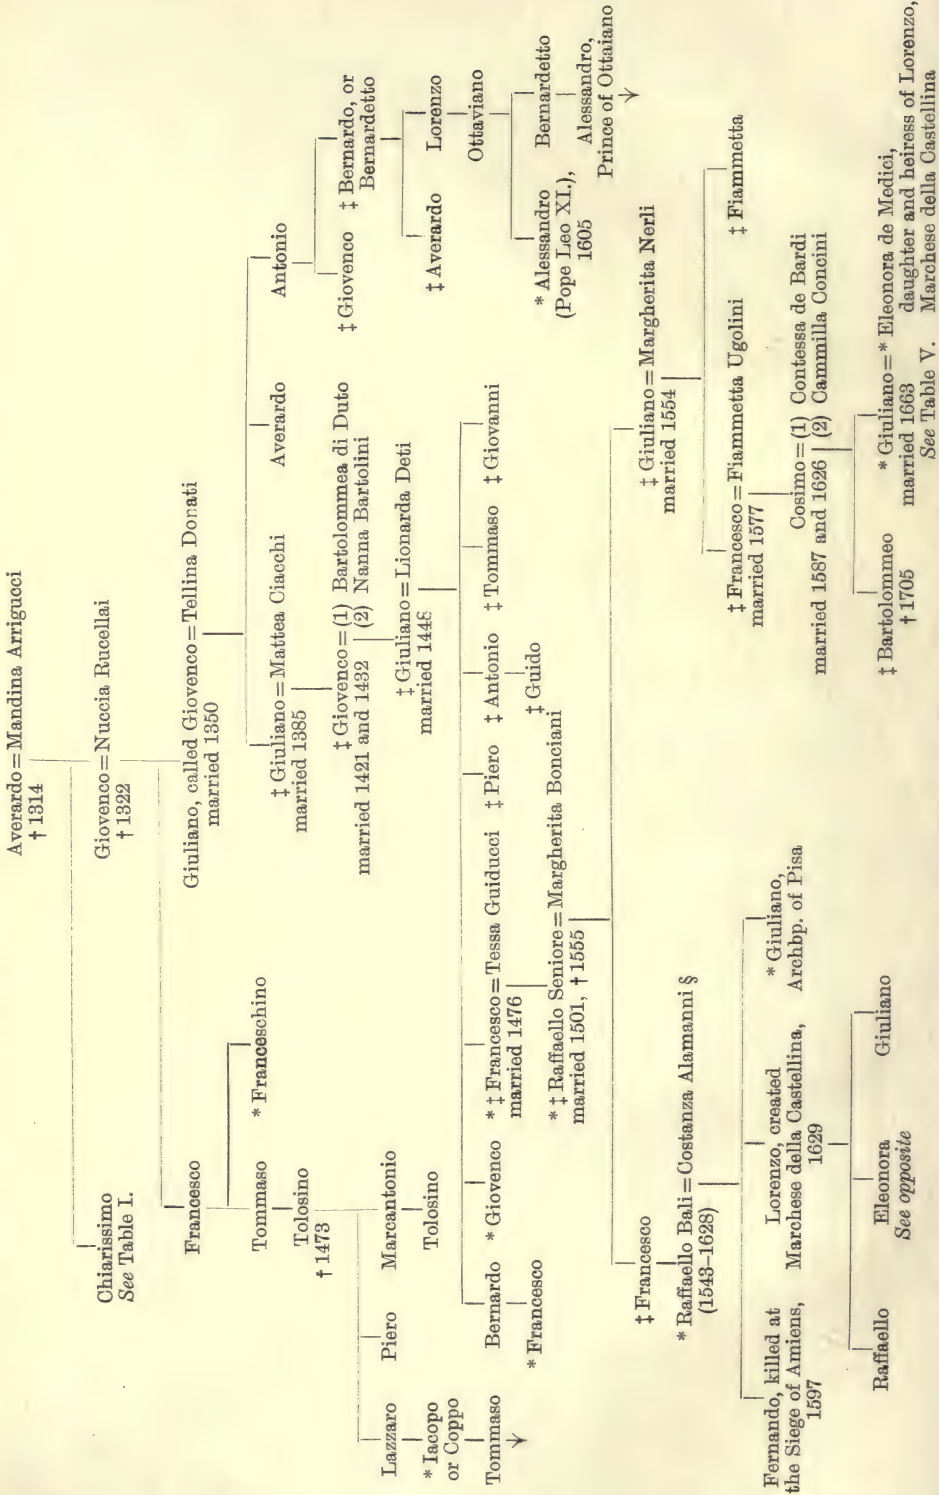 Averardo = Mandina Arrigucci
† 1314
Chiarissimo
See Table I.
Giovenco = Nuccia Rucellai
† 1322
Francesco
Giuliano, called Giovenco = Tellina Donati
married 1350
Tommaso
* Franceschino
‡ Giuliano = Mattea Ciacchi
married 1385
Averardo
Antonio
Tolosino
† 1473
‡ Giovenco = (1) Bartolommea di Duto
married 1421 and 1432 (2) Nanna Bartolini
‡ Giovenco
‡ Bernardo, or
Bernardetto
Lazzaro
Piero
Marcantonio
‡ Giuliano = Lionarda Deti
married 1448
‡ Averardo
Lorenzo
* Iacopo
or Coppo
Tolosino
Ottaviano
Tommaso
Bernardo
* Giovenco
* ‡ Francesco = Tessa Guiducci
married 1476
‡ Piero
‡ Antonio
‡ Tommaso
‡ Giovanni
* Alessandro
(Pope Leo XI.),
1605
Bernardetto
* Francesco
* ‡ Raffaello Seniore = Margherita Bonciani
married 1501, † 1555
‡ Guido
Alessandro,
Prince of Ottaiano
‡ Francesco
‡ Giuliano = Margherita Nerli
married 1554
* Raffaello Bali = Costanza Alamanni §
(1543–1628)
‡ Francesco = Fiammetta Ugolini
married 1577
‡ Fiammetta
Fernando, killed at
the Siege of Amiens,
1597
Lorenzo, created
Marchese della Castellina,
1629
* Giuliano,
Archbp. of Pisa
Cosimo = (1) Contessa de Bardi
married 1587 and 1626 (2) Cammilla Concini
Raffaello
Eleonora
See opposite
Giuliano
‡ Bartolommeo
† 1705
* Giuliano = * Eleonora de Medici,
married 1663 daughter and heiress of Lorenzo,
See Table V. Marchese della Castellina